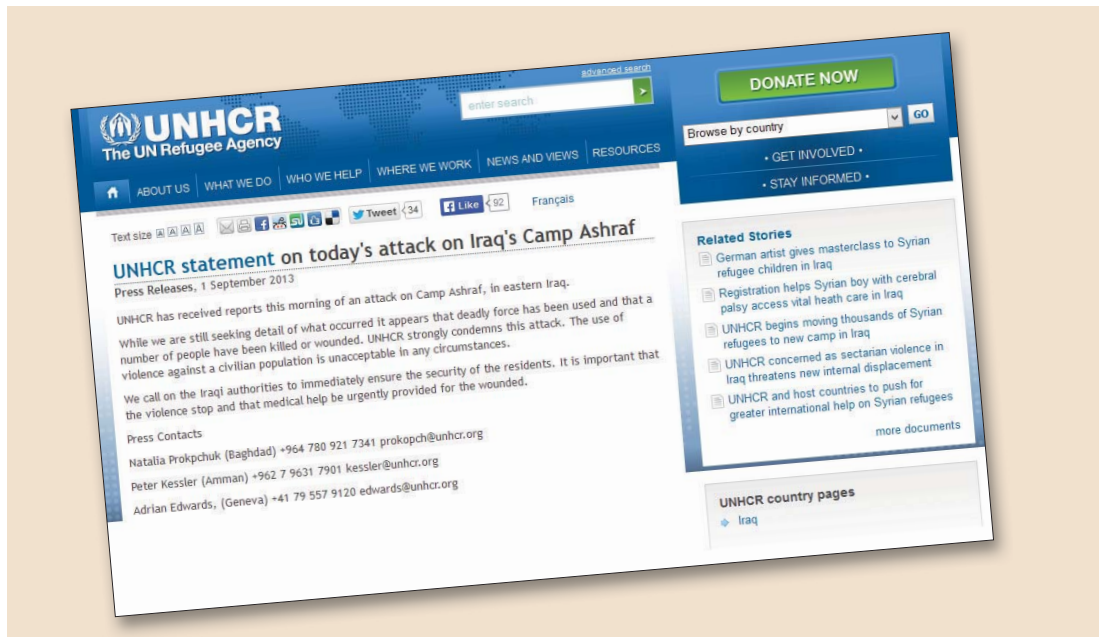 UNHCR
The UN Refugee Agency
advanced search
enter search
ABOUT US
WHAT WE DO
WHO WE HELP
WHERE WE WORK
NEWS AND VIEWS
RESOURCES
DONATE NOW
Browse by country
GO
• GET INVOLVED •
• STAY INFORMED •
Text size A A A A
Tweet 34
Like 92
Français
UNHCR statement on today's attack on Iraq's Camp Ashraf
Press Releases, 1 September 2013
UNHCR has received reports this morning of an attack on Camp Ashraf, in eastern Iraq.
While we are still seeking detail of what occurred it appears that deadly force has been used and that a
number of people have been killed or wounded. UNHCR strongly condemns this attack. The use of
violence against a civilian population is unacceptable in any circumstances.
We call on the Iraqi authorities to immediately ensure the security of the residents. It is important that
the violence stop and that medical help be urgently provided for the wounded.
Press Contacts
Natalia Prokpchuk (Baghdad) +964 780 921 7341 prokopch@unhcr.org
Peter Kessler (Amman) +962 7 9631 7901 kessler@unhcr.org
Adrian Edwards, (Geneva) +41 79 557 9120 edwards@unhcr.org
Related Stories
German artist gives masterclass to Syrian
refugee children in Iraq
Registration helps Syrian boy with cerebral
palsy access vital heath care in Iraq
UNHCR begins moving thousands of Syrian
refugees to new camp in Iraq
UNHCR concerned as sectarian violence in
Iraq threatens new internal displacement
UNHCR and host countries to push for
greater international help on Syrian refugees
more documents
UNHCR country pages
Iraq